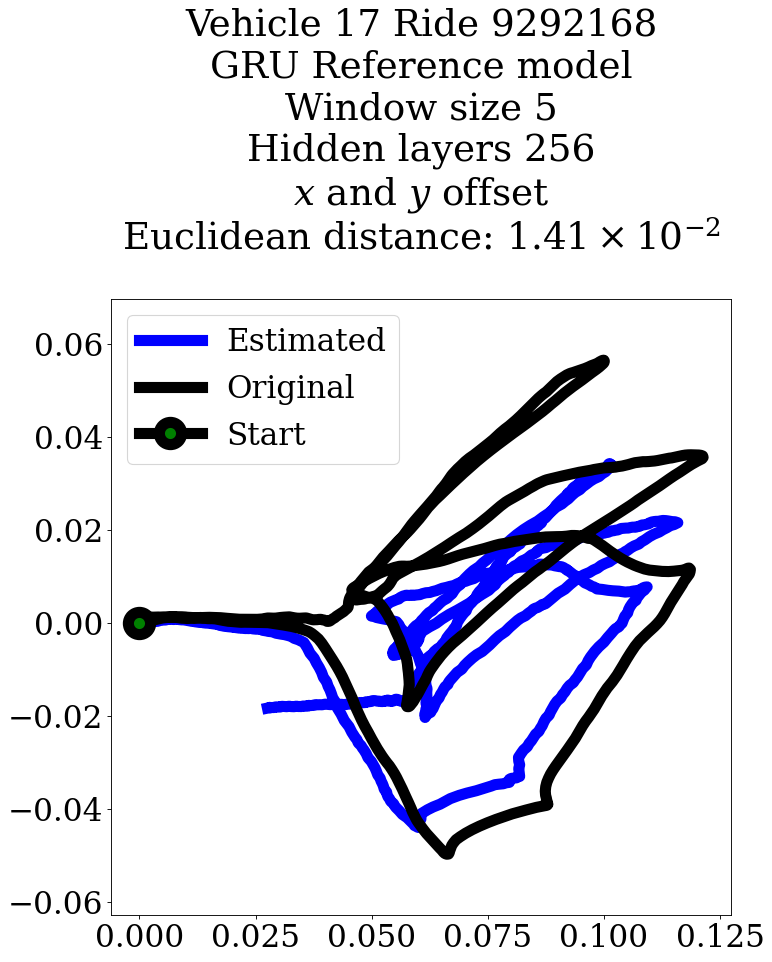 Vehicle 17 Ride 9292168
GRU Reference model
Window size 5
Hidden layers 256
x and y offset
Euclidean distance: 1.41 × 10⁻²
Estimated
Original
Start
0.06
0.04
0.02
0.00
−0.02
−0.04
−0.06
0.000 0.025 0.050 0.075 0.100 0.125